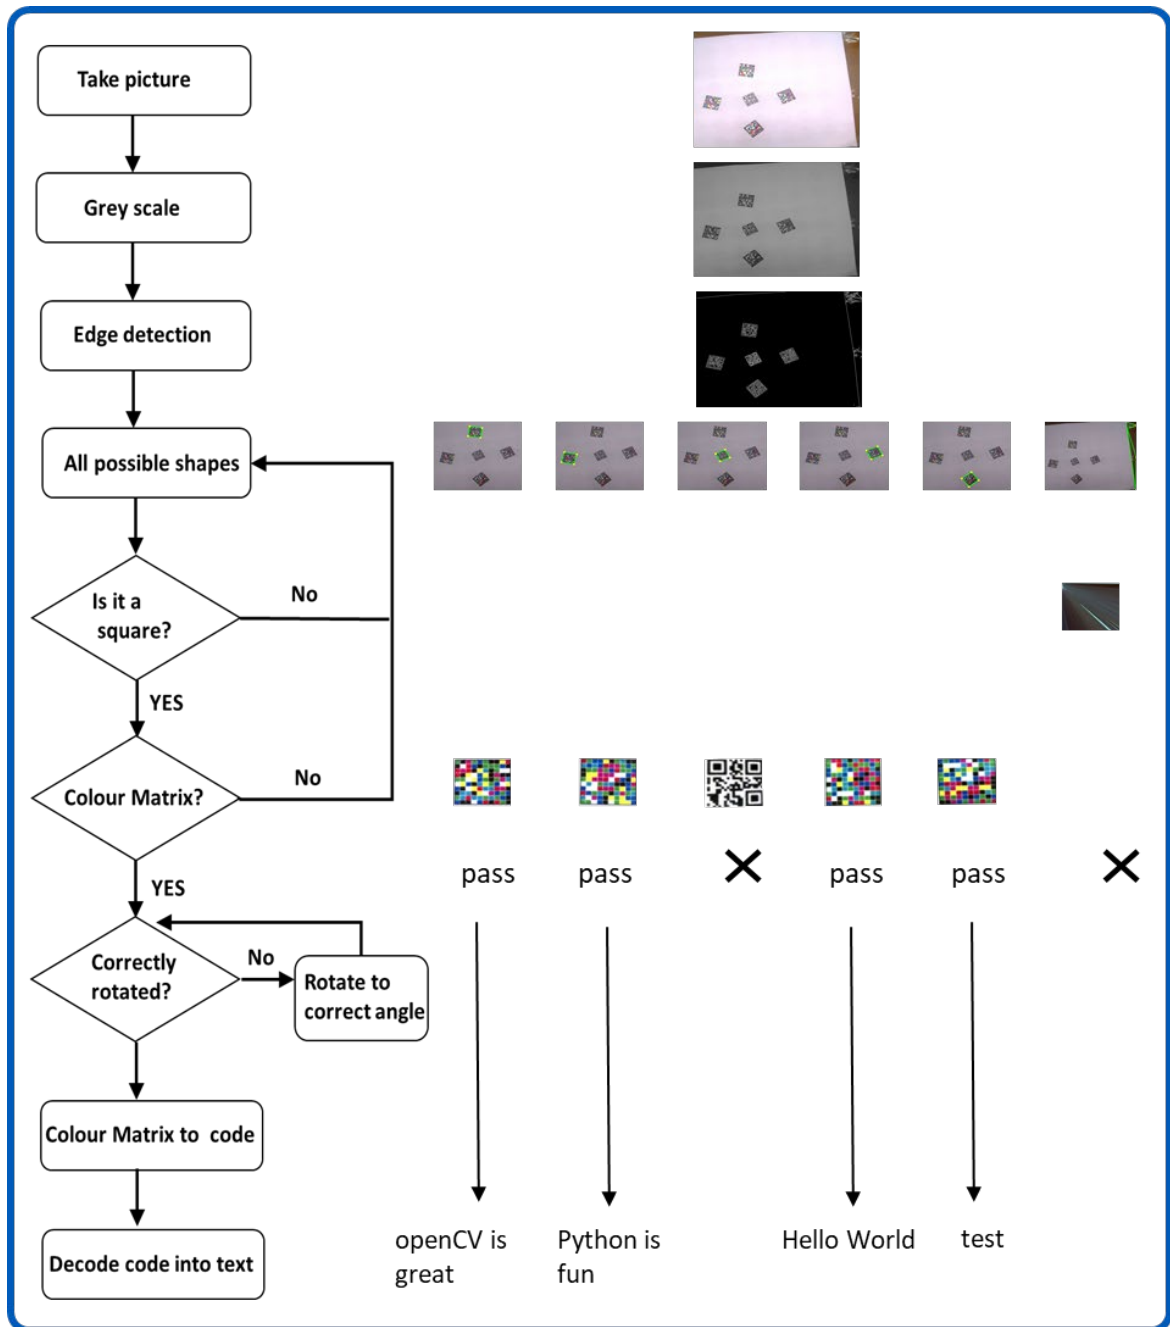 Take picture
Grey scale
Edge detection
All possible shapes
Is it a
square?
No
YES
Colour Matrix?
No
pass
pass
pass
pass
YES
Correctly
rotated?
No
Rotate to
correct angle
Colour Matrix to code
Decode code into text
openCV is
great
Python is
fun
Hello World
test